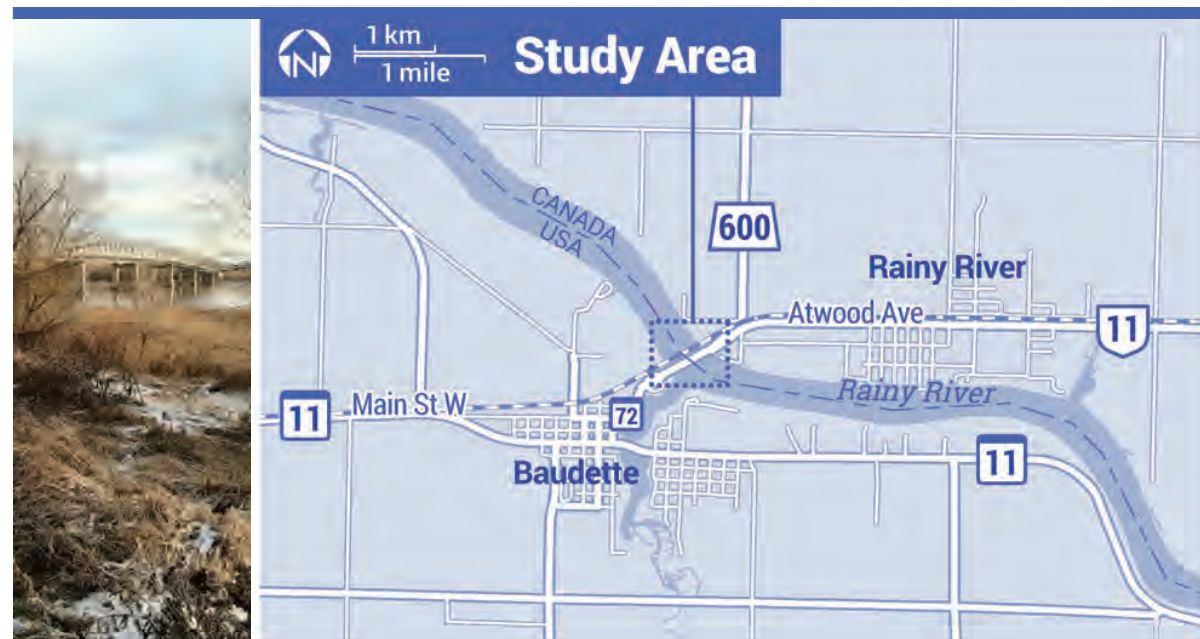 N
1 km
1 mile
Study Area
CANADA
USA
600
Rainy River
Atwood Ave
11
Rainy River
11
Main St W
72
11
Baudette